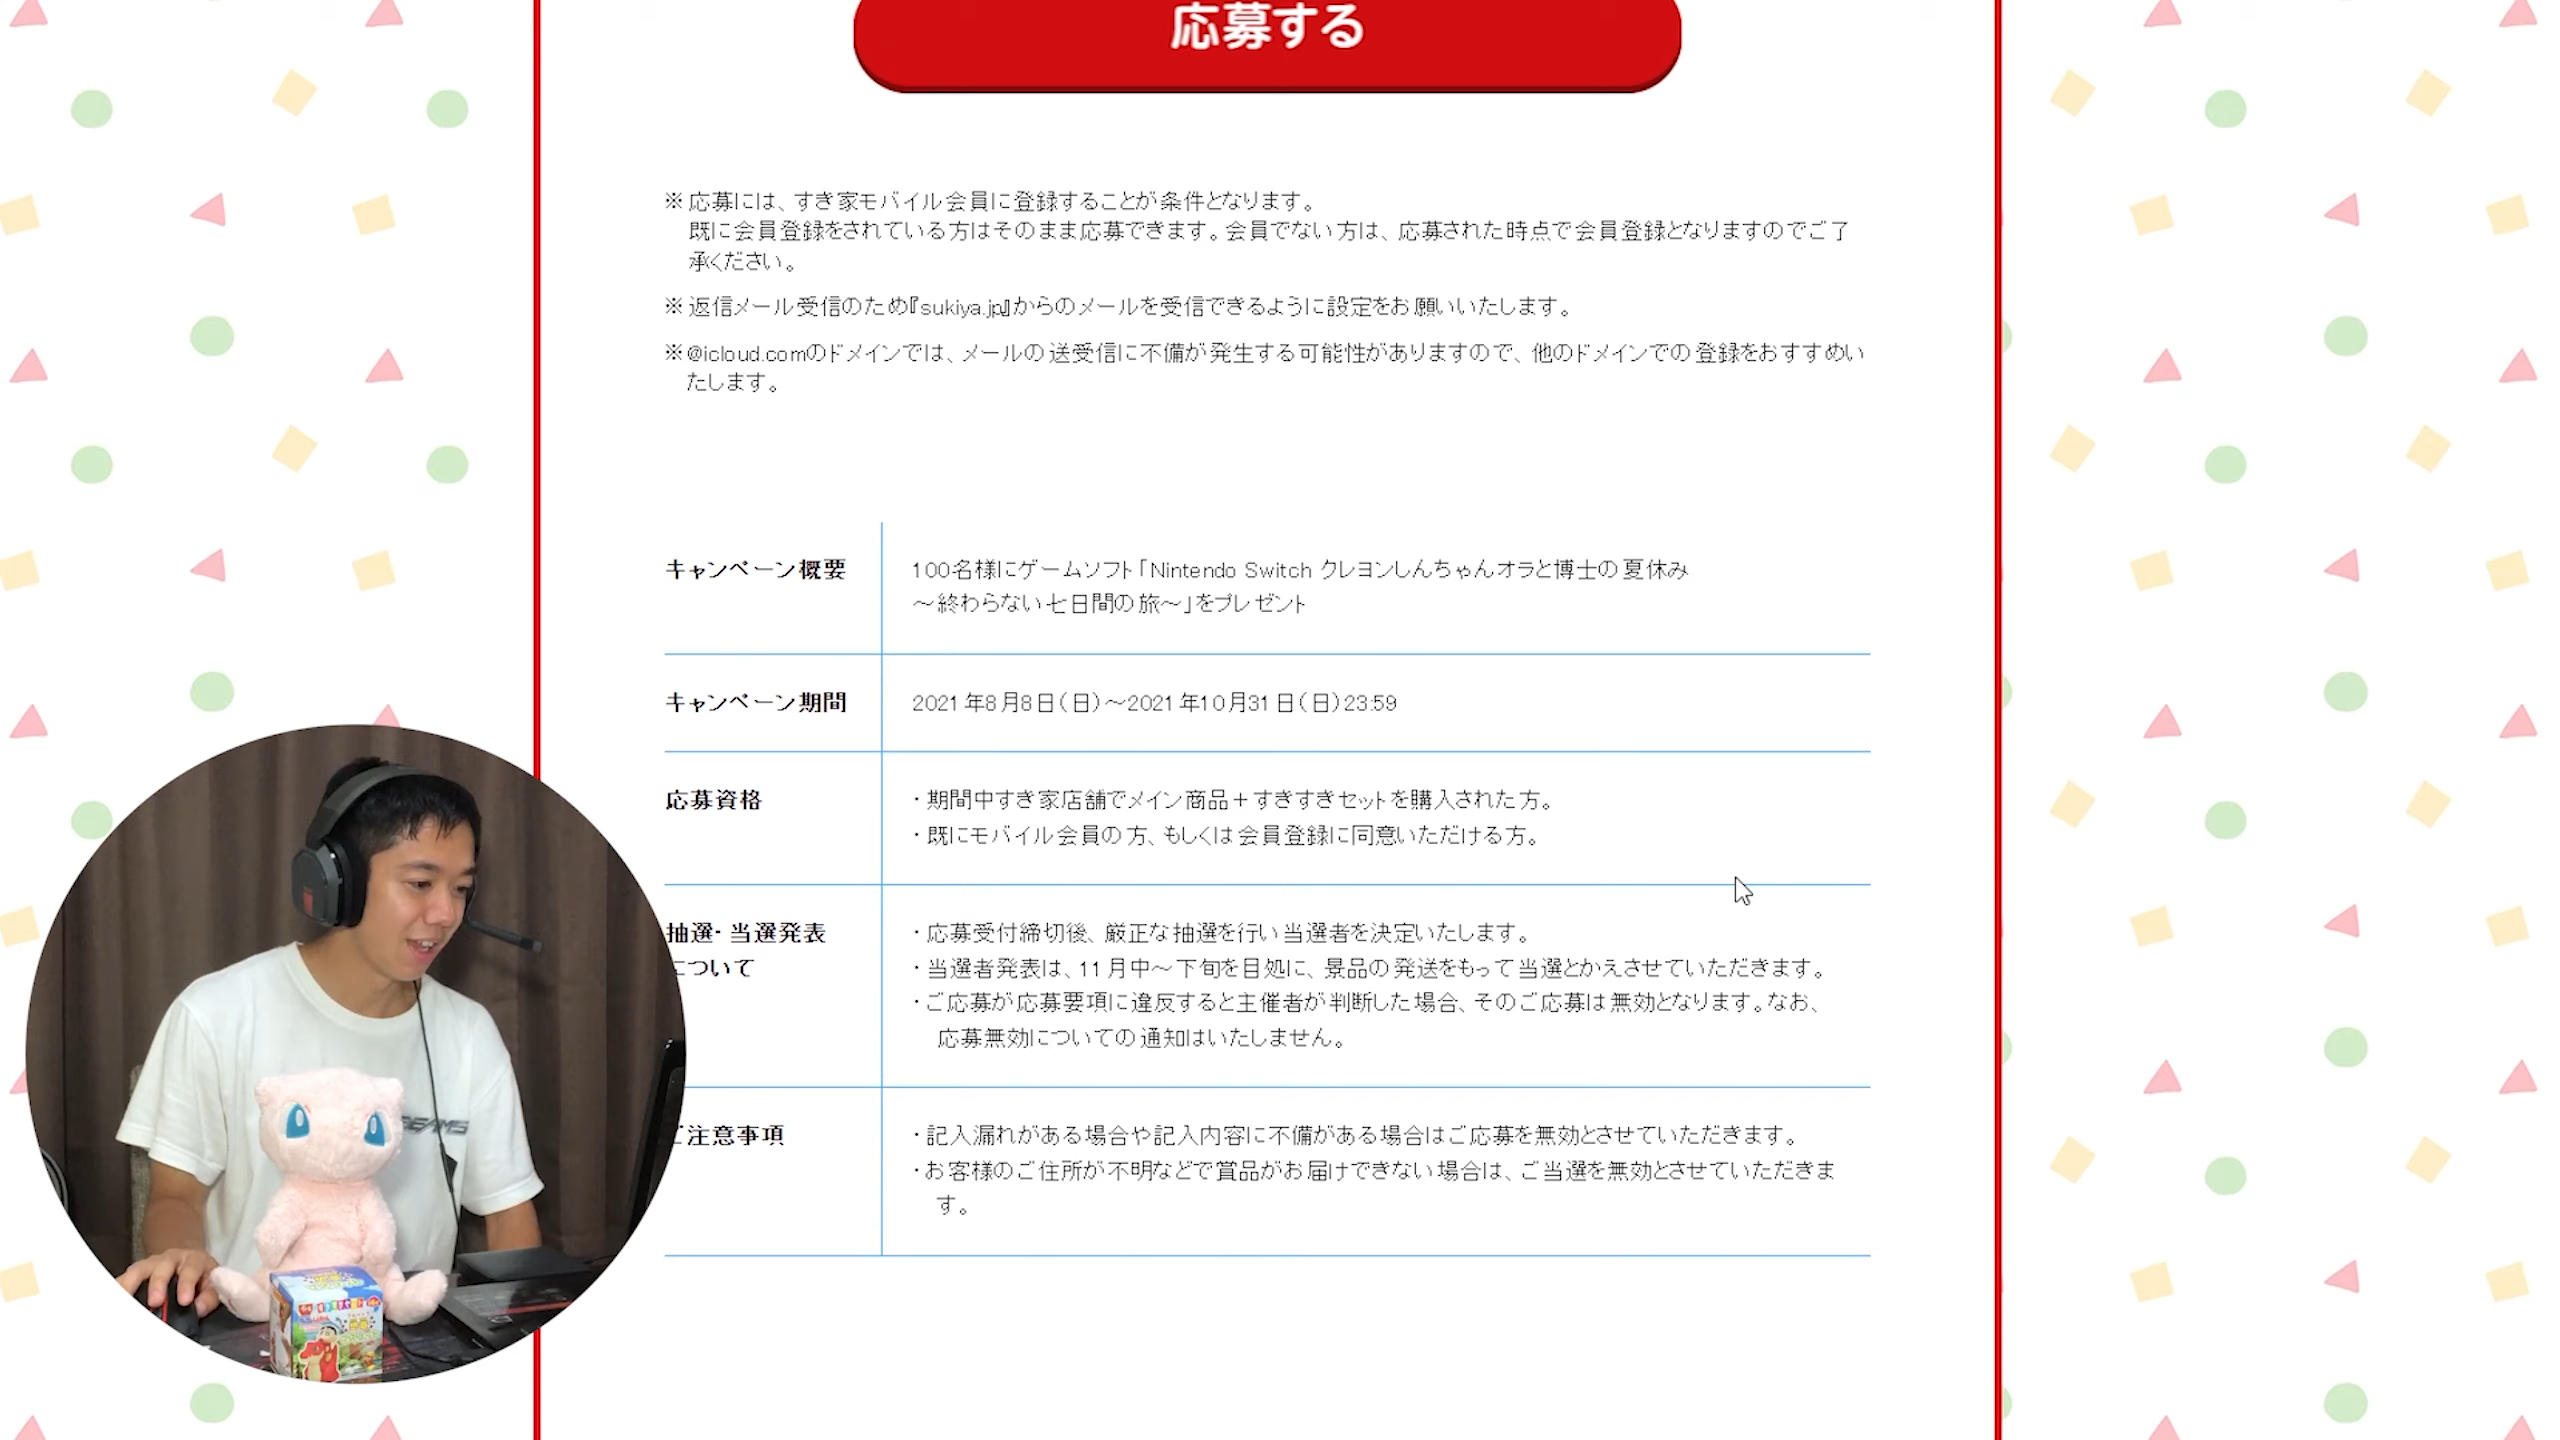 応募する
※ 応募には、すき家モバイル会員に登録することが条件となります。
既に会員登録をされている方はそのまま応募できます。会員でない方は、応募された時点で会員登録となりますのでご了
承ください。
※ 返信メール受信のため『sukiya.jp』からのメールを受信できるように設定をお願いいたします。
※@icloud.comのドメインでは、メールの送受信に不備が発生する可能性がありますので、他のドメインでの登録をおすすめい
たします。
キャンペーン概要
100名様にゲームソフト「Nintendo Switch クレヨンしんちゃんオラと博士の夏休み
～終わらない七日間の旅～」をプレゼント
キャンペーン期間
2021年8月8日（日）～2021年10月31日（日）23:59
応募資格
・期間中すき家店舗でメイン商品＋すきすきセットを購入された方。
・既にモバイル会員の方、もしくは会員登録に同意いただける方。
抽選・当選発表
について
・応募受付締切後、厳正な抽選を行い当選者を決定いたします。
・当選者発表は、11月中～下旬を目処に、景品の発送をもって当選とかえさせていただきます。
・ご応募が応募要項に違反すると主催者が判断した場合、そのご応募は無効となります。なお、
応募無効についての通知はいたしません。
ご注意事項
・記入漏れがある場合や記入内容に不備がある場合はご応募を無効とさせていただきます。
・お客様のご住所が不明などで賞品がお届けできない場合は、ご当選を無効とさせていただきま
す。